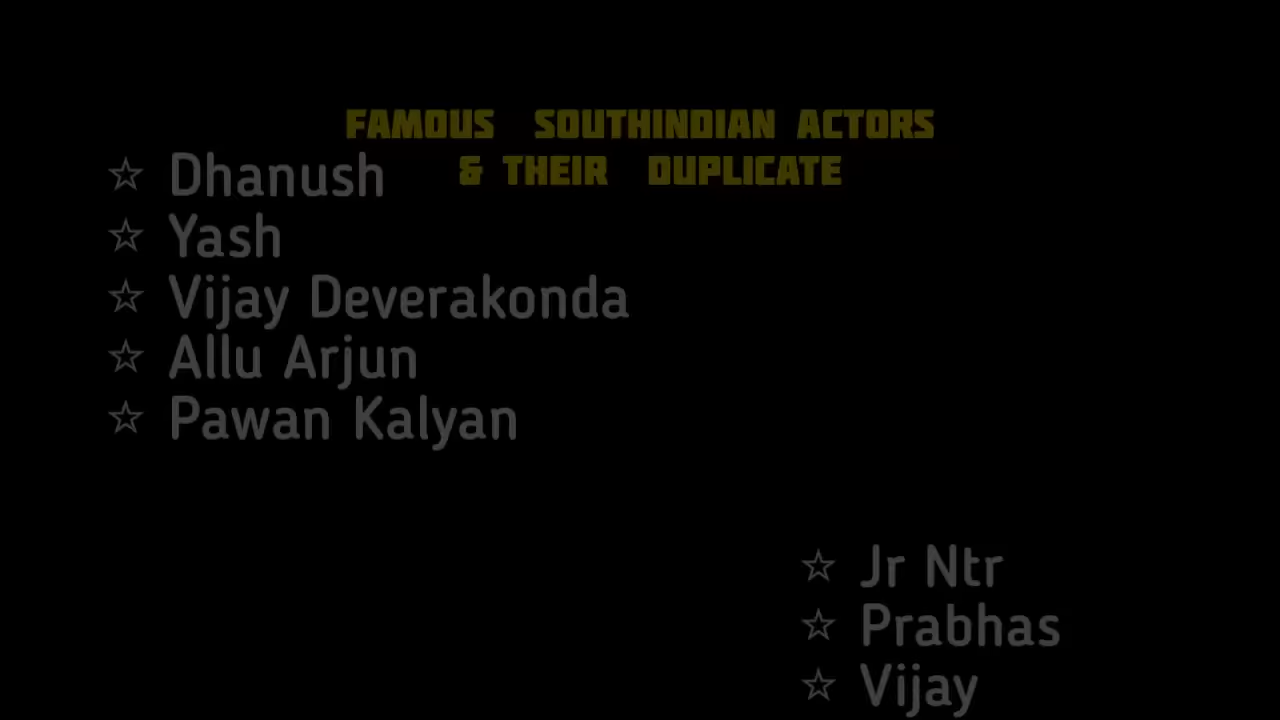 FAMOUS SOUTHINDIAN ACTORS
& THEIR DUPLICATE
☆ Dhanush
☆ Yash
☆ Vijay Deverakonda
☆ Allu Arjun
☆ Pawan Kalyan
☆ Jr Ntr
☆ Prabhas
☆ Vijay